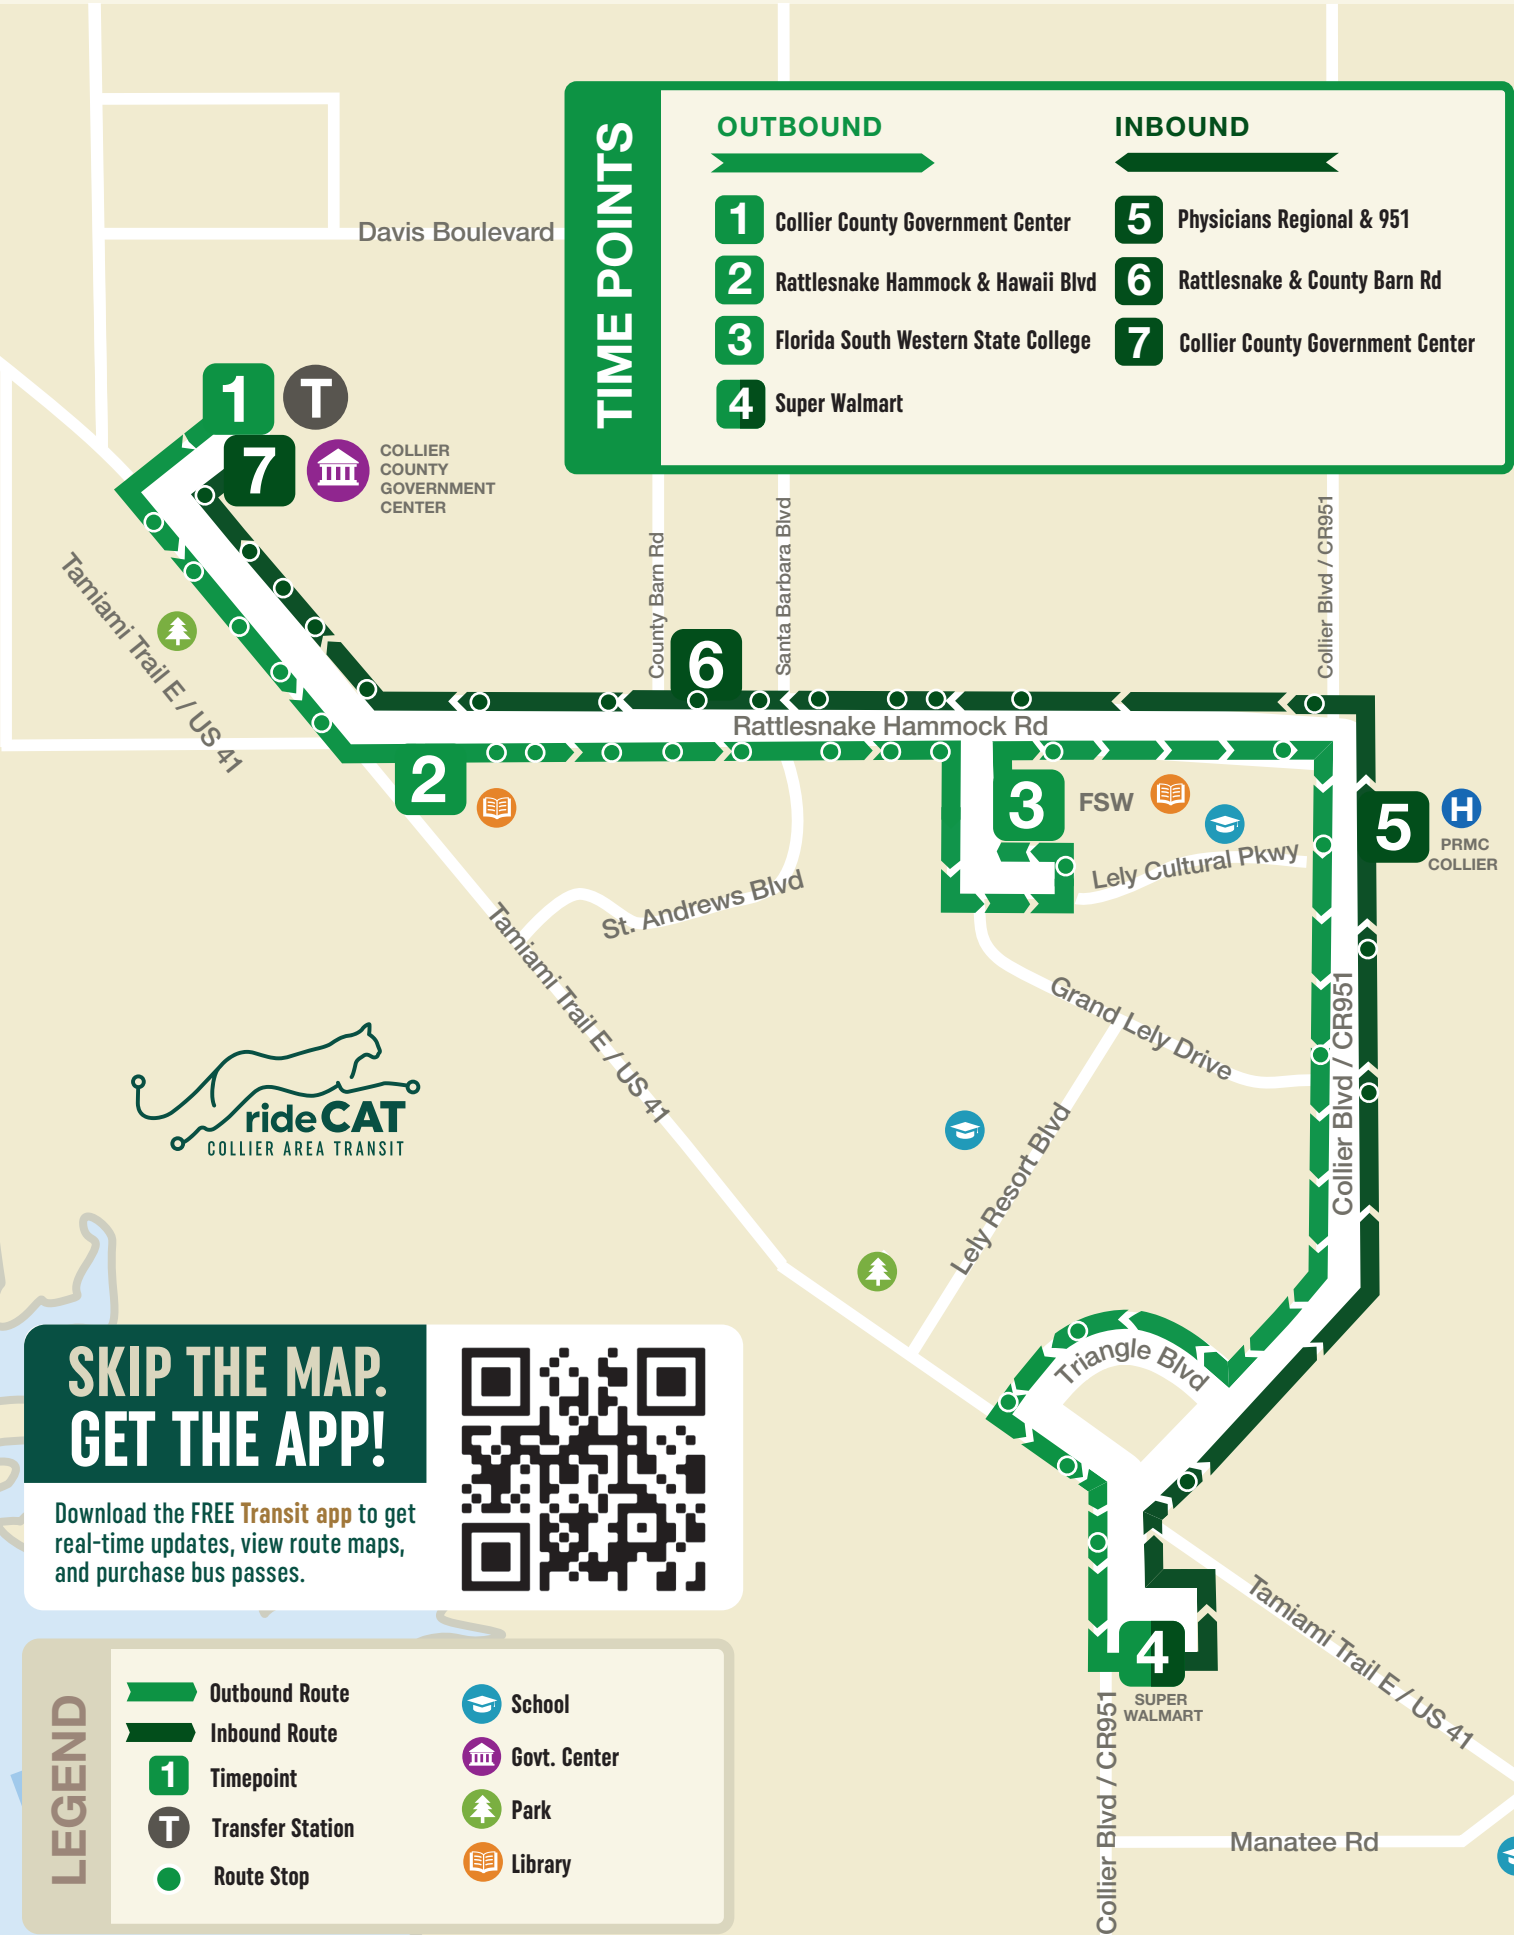 TIME POINTS
OUTBOUND
1 Collier County Government Center
2 Rattlesnake Hammock & Hawaii Blvd
3 Florida South Western State College
4 Super Walmart
INBOUND
5 Physicians Regional & 951
6 Rattlesnake & County Barn Rd
7 Collier County Government Center
Davis Boulevard
1
T
7
COLLIER
COUNTY
GOVERNMENT
CENTER
Tamiami Trail E / US 41
County Barn Rd
6
Santa Barbara Blvd
Collier Blvd / CR951
Rattlesnake Hammock Rd
2
3
FSW
5
H
PRMC
COLLIER
Lely Cultural Pkwy
St. Andrews Blvd
Tamiami Trail E / US 41
Grand Lely Drive
Collier Blvd / CR951
Lely Resort Blvd
rideCAT
COLLIER AREA TRANSIT
Triangle Blvd
SKIP THE MAP.
GET THE APP!
Download the FREE Transit app to get
real-time updates, view route maps,
and purchase bus passes.
4
SUPER
WALMART
Tamiami Trail E / US 41
Collier Blvd / CR951
Manatee Rd
LEGEND
Outbound Route
Inbound Route
1 Timepoint
T Transfer Station
Route Stop
School
Govt. Center
Park
Library